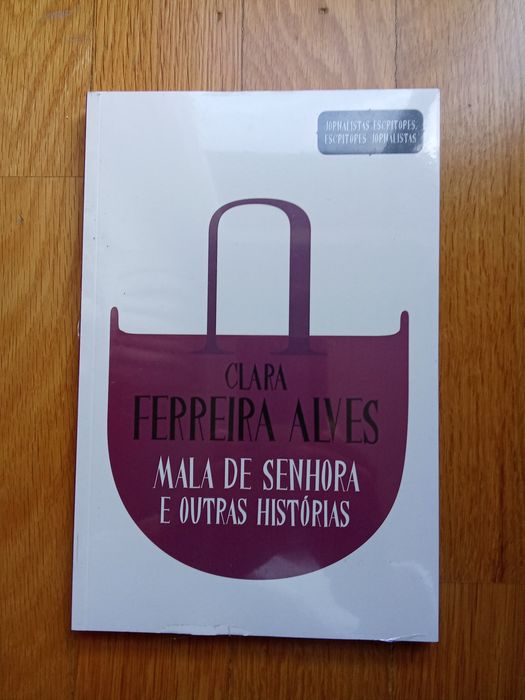 JORNALISTAS ESCRITORES,
ESCRITORES JORNALISTAS
CLARA
FERREIRA ALVES
MALA DE SENHORA
E OUTRAS HISTÓRIAS